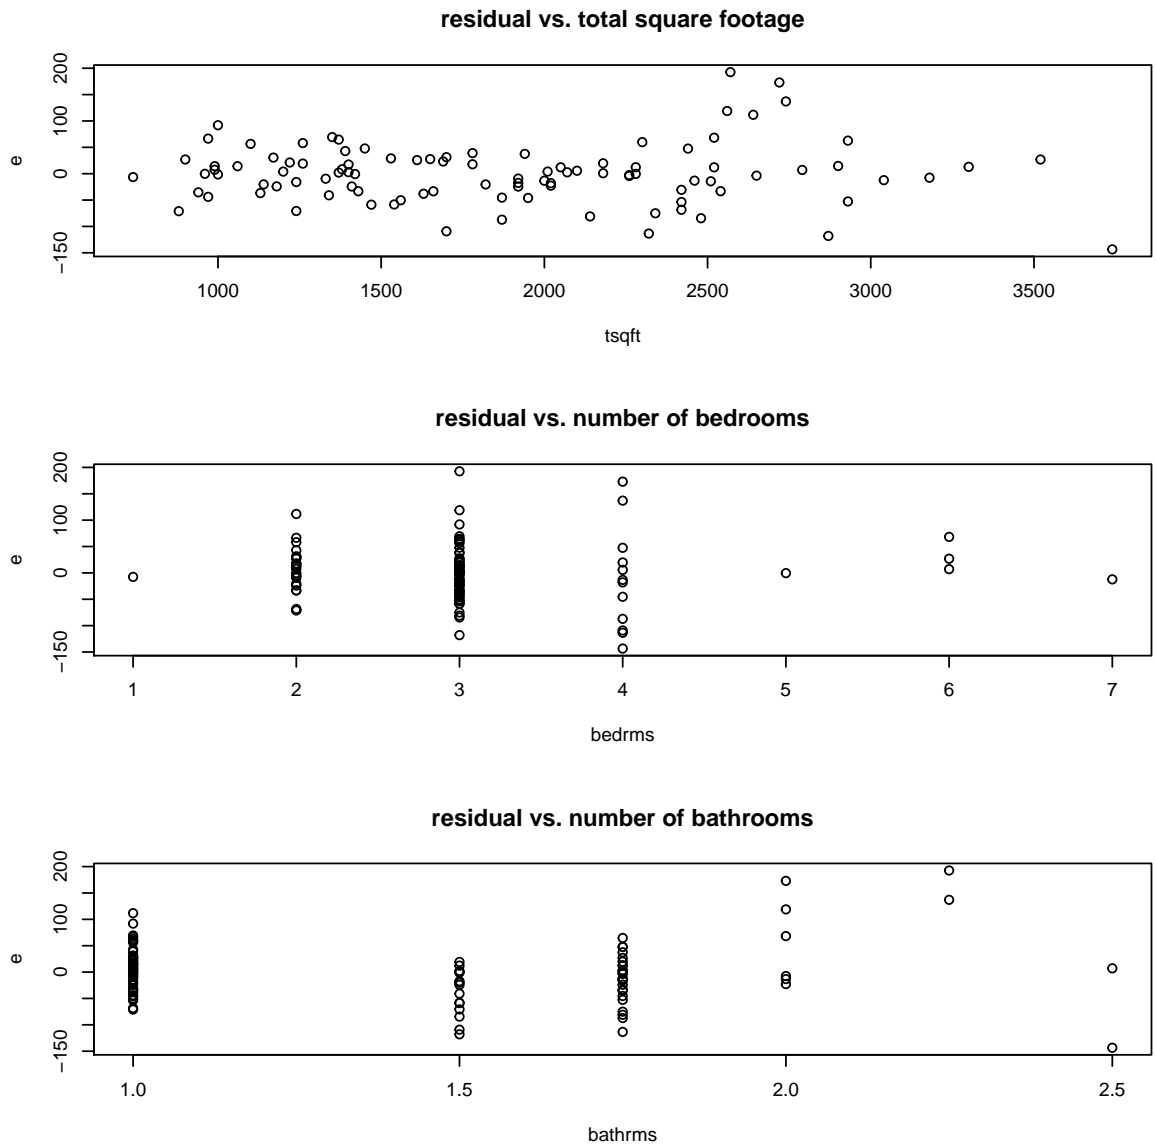 residual vs. total square footage
200
100
0
−150
e
1000 1500 2000 2500 3000 3500
tsqft
residual vs. number of bedrooms
200
100
0
−150
e
1 2 3 4 5 6 7
bedrms
residual vs. number of bathrooms
200
100
0
−150
e
1.0 1.5 2.0 2.5
bathrms